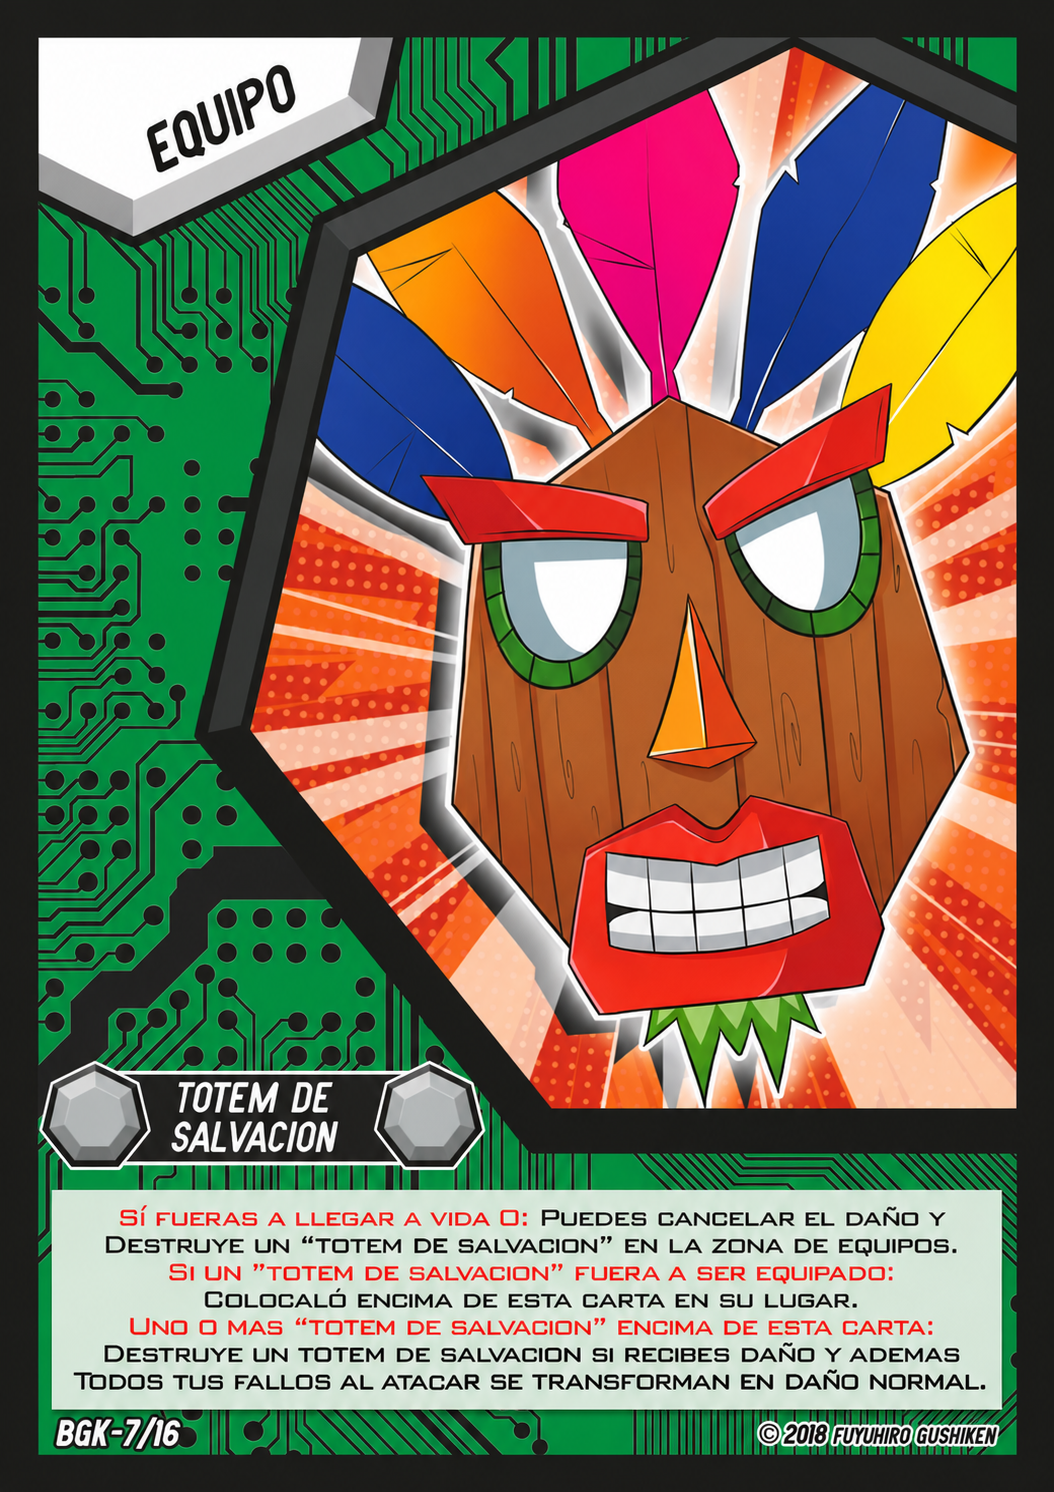 EQUIPO
TOTEM DE
SALVACION
SÍ FUERAS A LLEGAR A VIDA 0: PUEDES CANCELAR EL DAÑO Y
DESTRUYE UN “TOTEM DE SALVACION” EN LA ZONA DE EQUIPOS.
SI UN ”TOTEM DE SALVACION” FUERA A SER EQUIPADO:
COLOCALÓ ENCIMA DE ESTA CARTA EN SU LUGAR.
UNO O MAS “TOTEM DE SALVACION” ENCIMA DE ESTA CARTA:
DESTRUYE UN TOTEM DE SALVACION SI RECIBES DAÑO Y ADEMAS
TODOS TUS FALLOS AL ATACAR SE TRANSFORMAN EN DAÑO NORMAL.
BGK-7/16
© 2018 FUYUHIRO GUSHIKEN